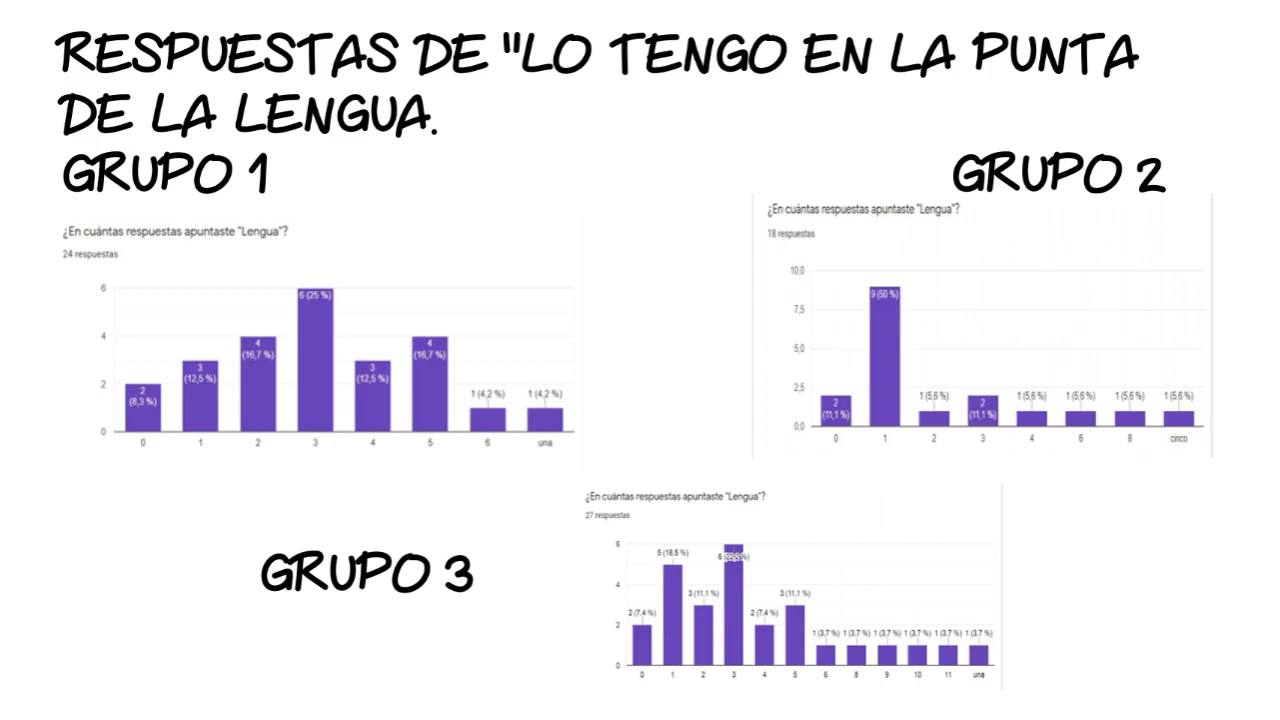 RESPUESTAS DE "LO TENGO EN LA PUNTA
DE LA LENGUA.
GRUPO 1
GRUPO 2
¿En cuántas respuestas apuntaste "Lengua"?
24 respuestas
6
4
2
0
2
(8,3 %)
3
(12,5 %)
4
(16,7 %)
6 (25 %)
3
(12,5 %)
4
(16,7 %)
1 (4,2 %)
1 (4,2 %)
0 1 2 3 4 5 6 una
¿En cuántas respuestas apuntaste "Lengua"?
18 respuestas
10,0
7,5
5,0
2,5
0,0
2
(11,1 %)
9 (50 %)
1 (5,6 %)
2
(11,1 %)
1 (5,6 %)
1 (5,6 %)
1 (5,6 %)
1 (5,6 %)
0 1 2 3 4 6 8 cinco
GRUPO 3
¿En cuántas respuestas apuntaste "Lengua"?
27 respuestas
6
4
2
0
2 (7,4 %)
5 (18,5 %)
3 (11,1 %)
2 (7,4 %)
3 (11,1 %)
1 (3,7 %) 1 (3,7 %) 1 (3,7 %) 1 (3,7 %) 1 (3,7 %) 1 (3,7 %)
0 1 2 3 4 5 6 8 9 10 11 una